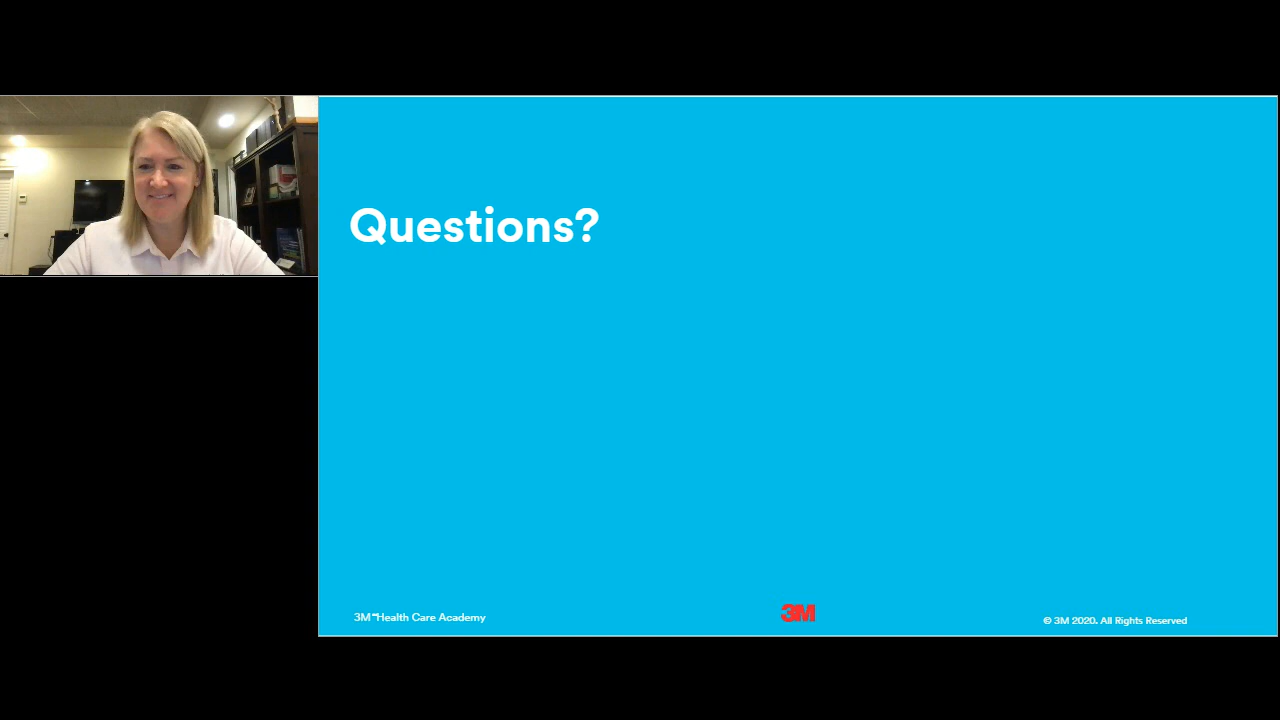 Questions?
3M™Health Care Academy
3M
© 3M 2020. All Rights Reserved